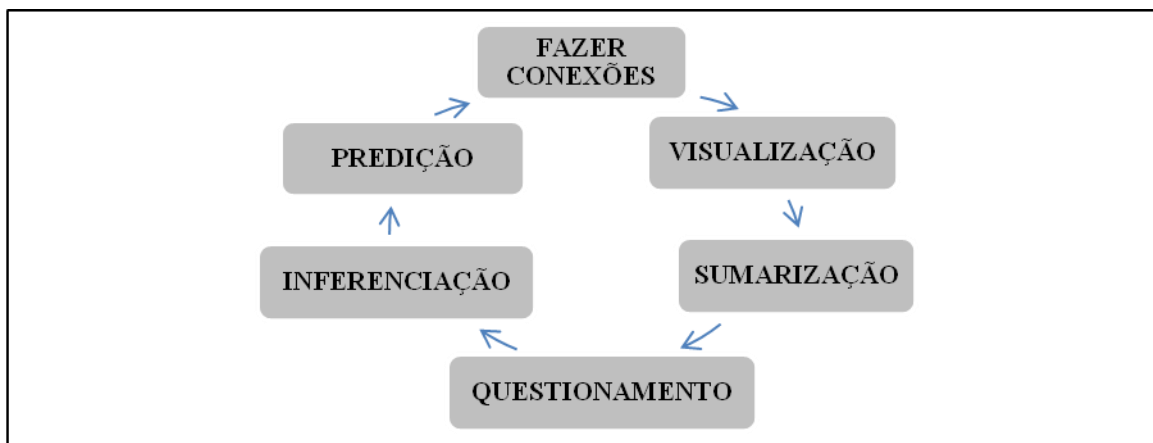 FAZER
CONEXÕES
PREDIÇÃO
VISUALIZAÇÃO
INFERENCIAÇÃO
SUMARIZAÇÃO
QUESTIONAMENTO